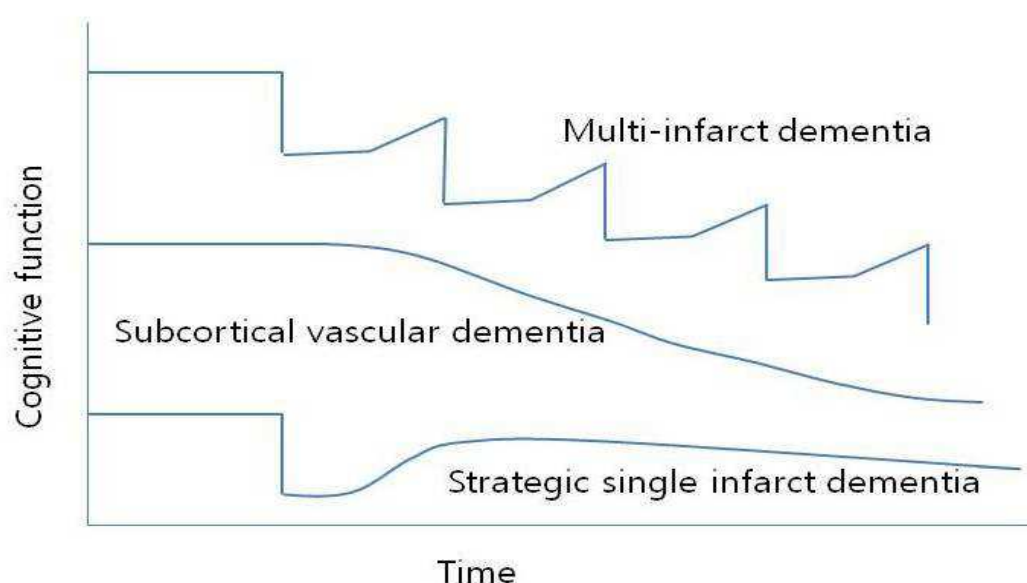 Multi-infarct dementia
Cognitive function
Subcortical vascular dementia
Strategic single infarct dementia
Time